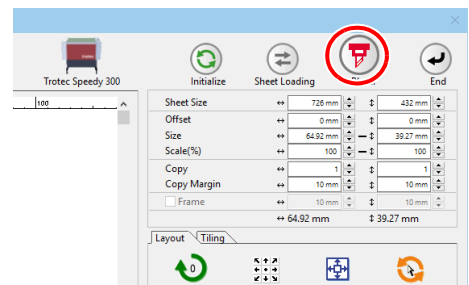 Trotec Speedy 300
Initialize
Sheet Loading
End
100
Sheet Size ↔ 726 mm ↕ 432 mm
Offset ↔ 0 mm ↕ 0 mm
Size ↔ 64.92 mm ↕ 39.27 mm
Scale(%) ↔ 100 ↕ 100
Copy ↔ 1 ↕ 1
Copy Margin ↔ 10 mm ↕ 10 mm
Frame ↔ 10 mm ↕ 10 mm
↔ 64.92 mm ↕ 39.27 mm
Layout Tiling
0